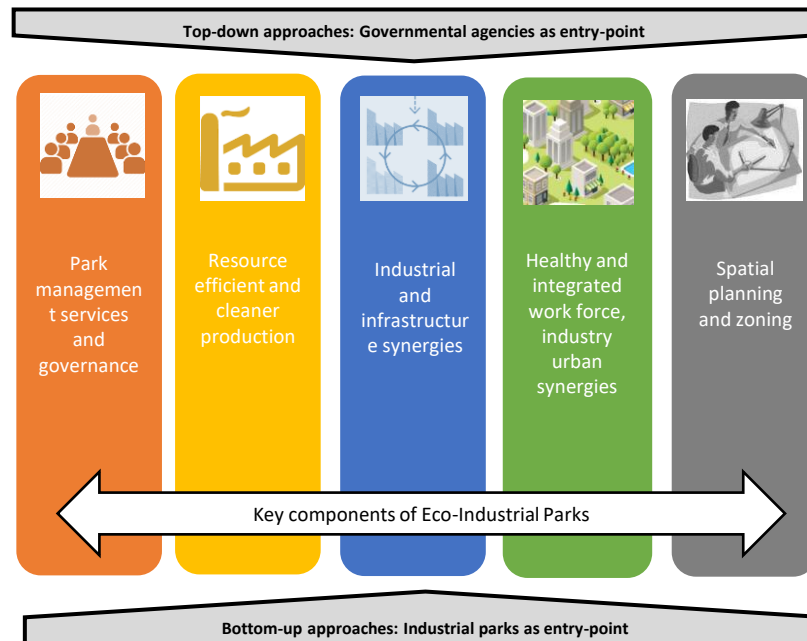 Top-down approaches: Governmental agencies as entry-point
Park
managemen
t services
and
governance
Resource
efficient and
cleaner
production
Industrial
and
infrastructur
e synergies
Healthy and
integrated
work force,
industry
urban
synergies
Spatial
planning
and zoning
Key components of Eco-Industrial Parks
Bottom-up approaches: Industrial parks as entry-point